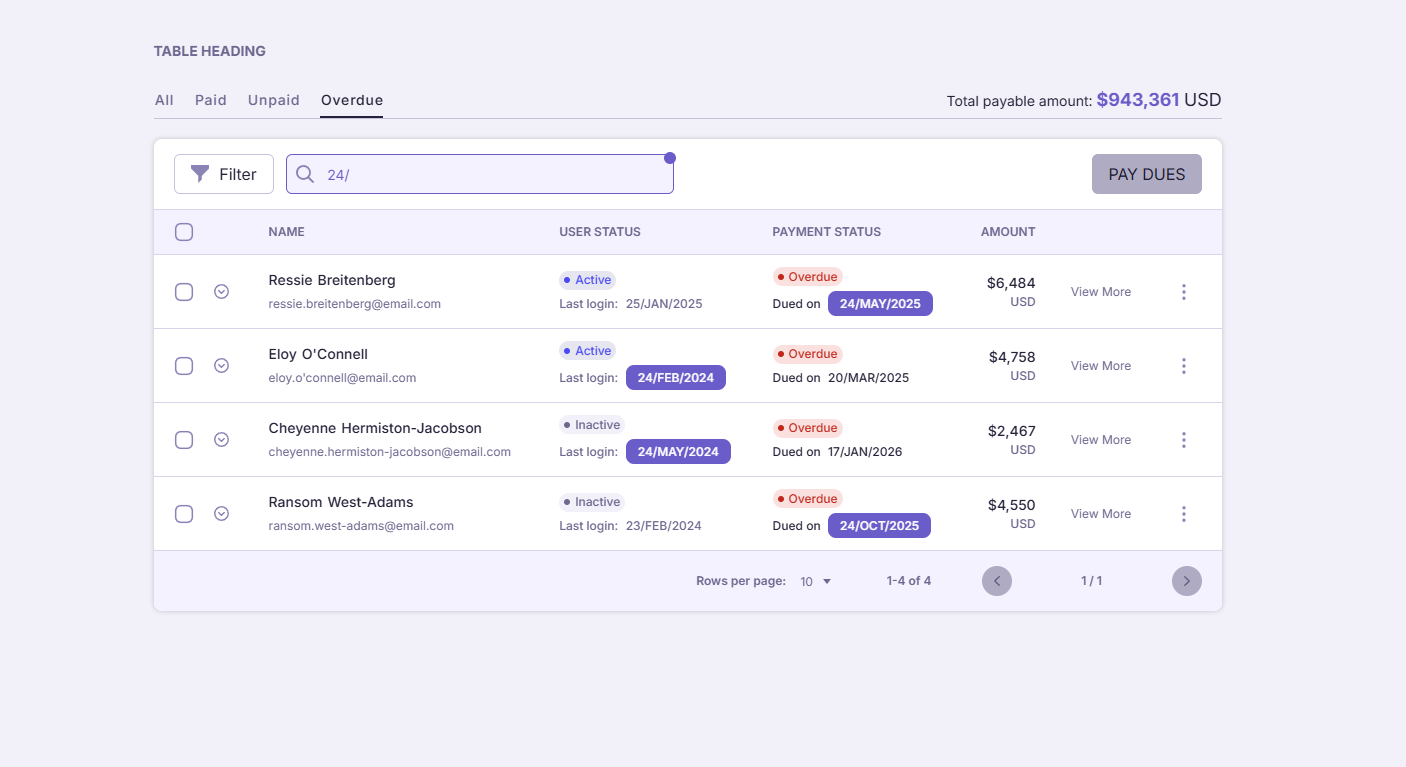 TABLE HEADING
All Paid Unpaid Overdue
Total payable amount: $943,361 USD
Filter
24/
PAY DUES
NAME USER STATUS PAYMENT STATUS AMOUNT
Ressie Breitenberg
ressie.breitenberg@email.com
Active
Last login: 25/JAN/2025
Overdue
Dued on 24/MAY/2025
$6,484
USD
View More
Eloy O'Connell
eloy.o'connell@email.com
Active
Last login: 24/FEB/2024
Overdue
Dued on 20/MAR/2025
$4,758
USD
View More
Cheyenne Hermiston-Jacobson
cheyenne.hermiston-jacobson@email.com
Inactive
Last login: 24/MAY/2024
Overdue
Dued on 17/JAN/2026
$2,467
USD
View More
Ransom West-Adams
ransom.west-adams@email.com
Inactive
Last login: 23/FEB/2024
Overdue
Dued on 24/OCT/2025
$4,550
USD
View More
Rows per page: 10 1-4 of 4 1 / 1